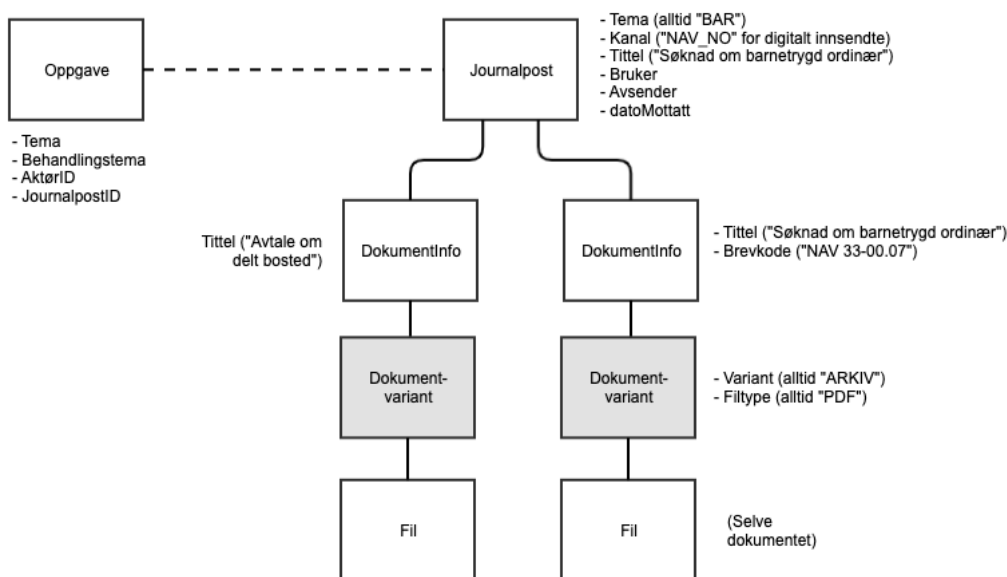 Oppgave
Journalpost
- Tema (alltid "BAR")
- Kanal ("NAV_NO" for digitalt innsendte)
- Tittel ("Søknad om barnetrygd ordinær")
- Bruker
- Avsender
- datoMottatt
- Tema
- Behandlingstema
- AktørID
- JournalpostID
Tittel ("Avtale om
delt bosted")
DokumentInfo
DokumentInfo
- Tittel ("Søknad om barnetrygd ordinær")
- Brevkode ("NAV 33-00.07")
Dokument-
variant
Dokument-
variant
- Variant (alltid "ARKIV")
- Filtype (alltid "PDF")
Fil
Fil
(Selve
dokumentet)